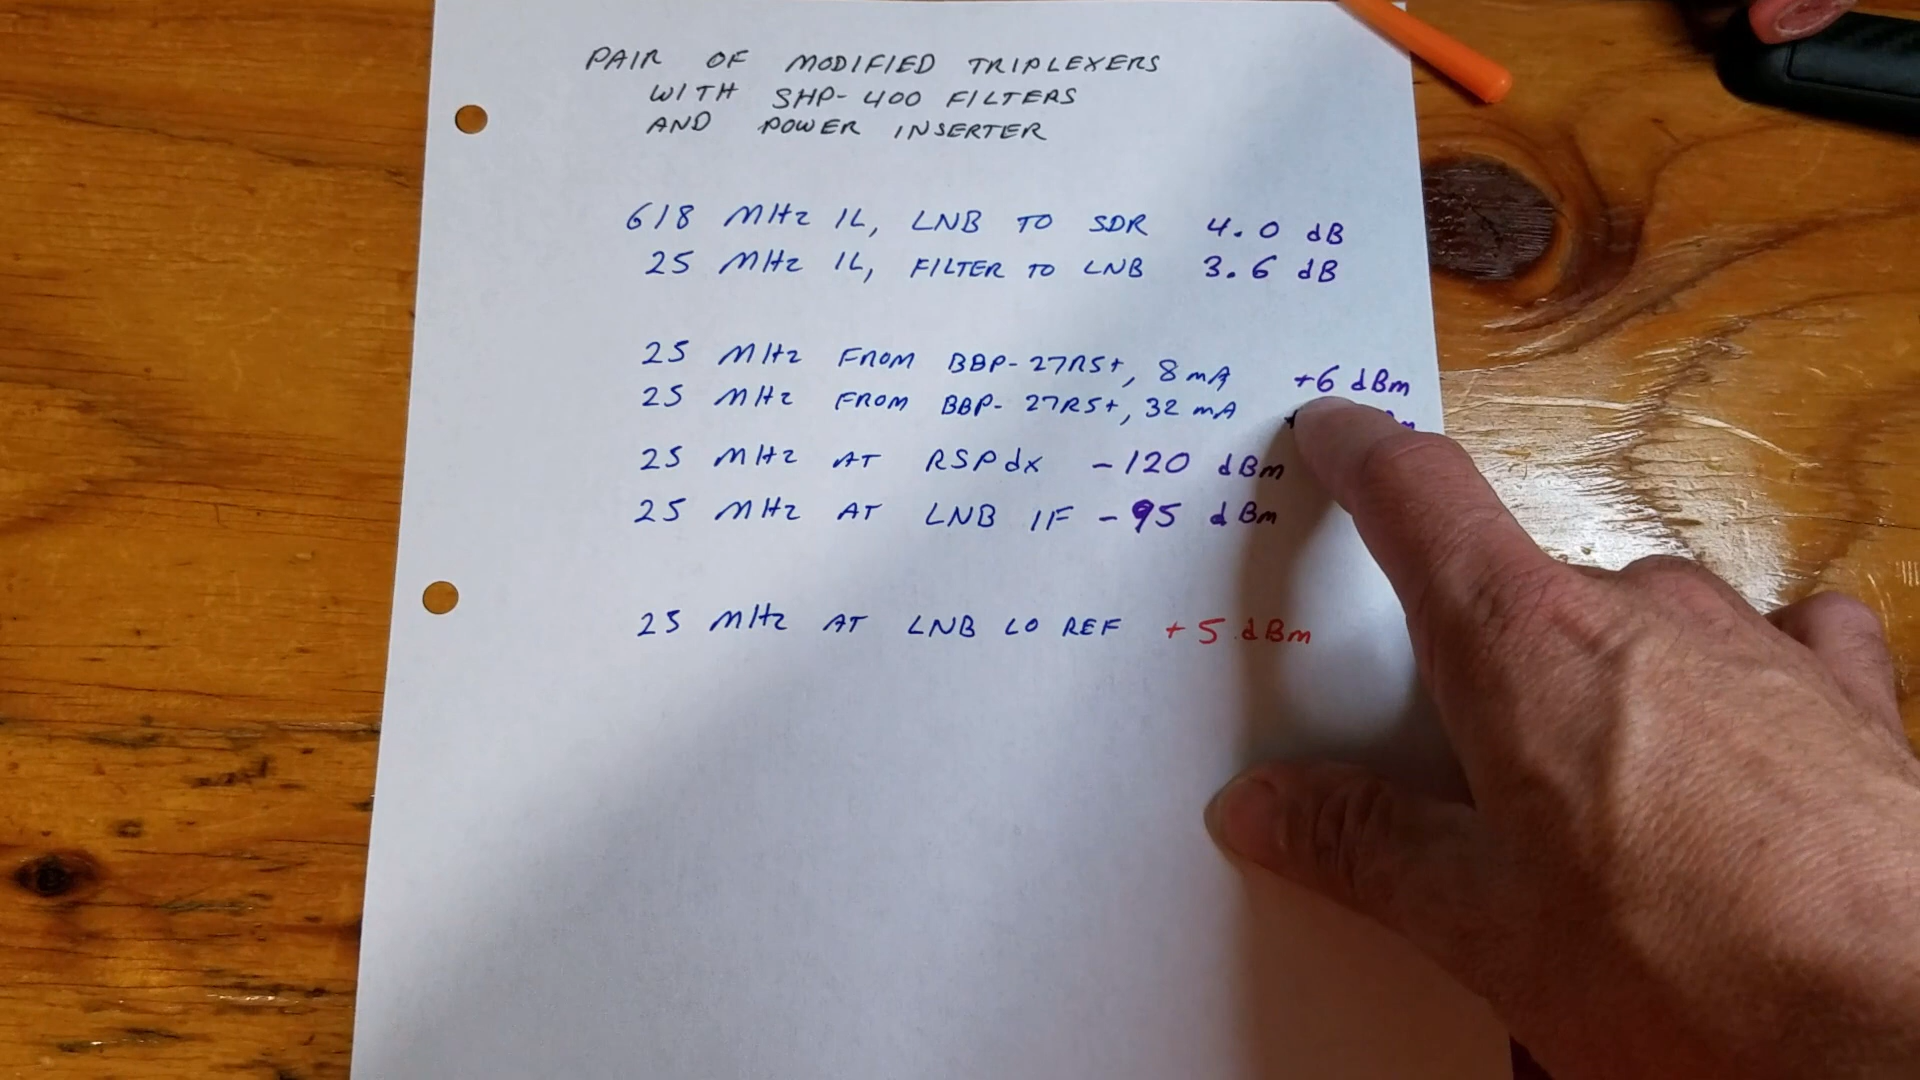 PAIR OF MODIFIED TRIPLEXERS
WITH SHP-400 FILTERS
AND POWER INSERTER
618 MHz IL, LNB TO SDR 4.0 dB
25 MHz IL, FILTER TO LNB 3.6 dB
25 MHz FROM BBP-27RS+, 8 mA +6 dBm
25 MHz FROM BBP-27RS+, 32 mA
25 MHz AT RSPdx -120 dBm
25 MHz AT LNB IF -95 dBm
25 MHz AT LNB LO REF +5 dBm